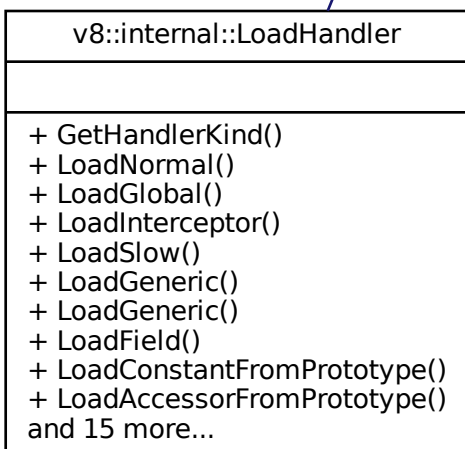 v8::internal::LoadHandler
+ GetHandlerKind()
+ LoadNormal()
+ LoadGlobal()
+ LoadInterceptor()
+ LoadSlow()
+ LoadGeneric()
+ LoadGeneric()
+ LoadField()
+ LoadConstantFromPrototype()
+ LoadAccessorFromPrototype()
and 15 more...